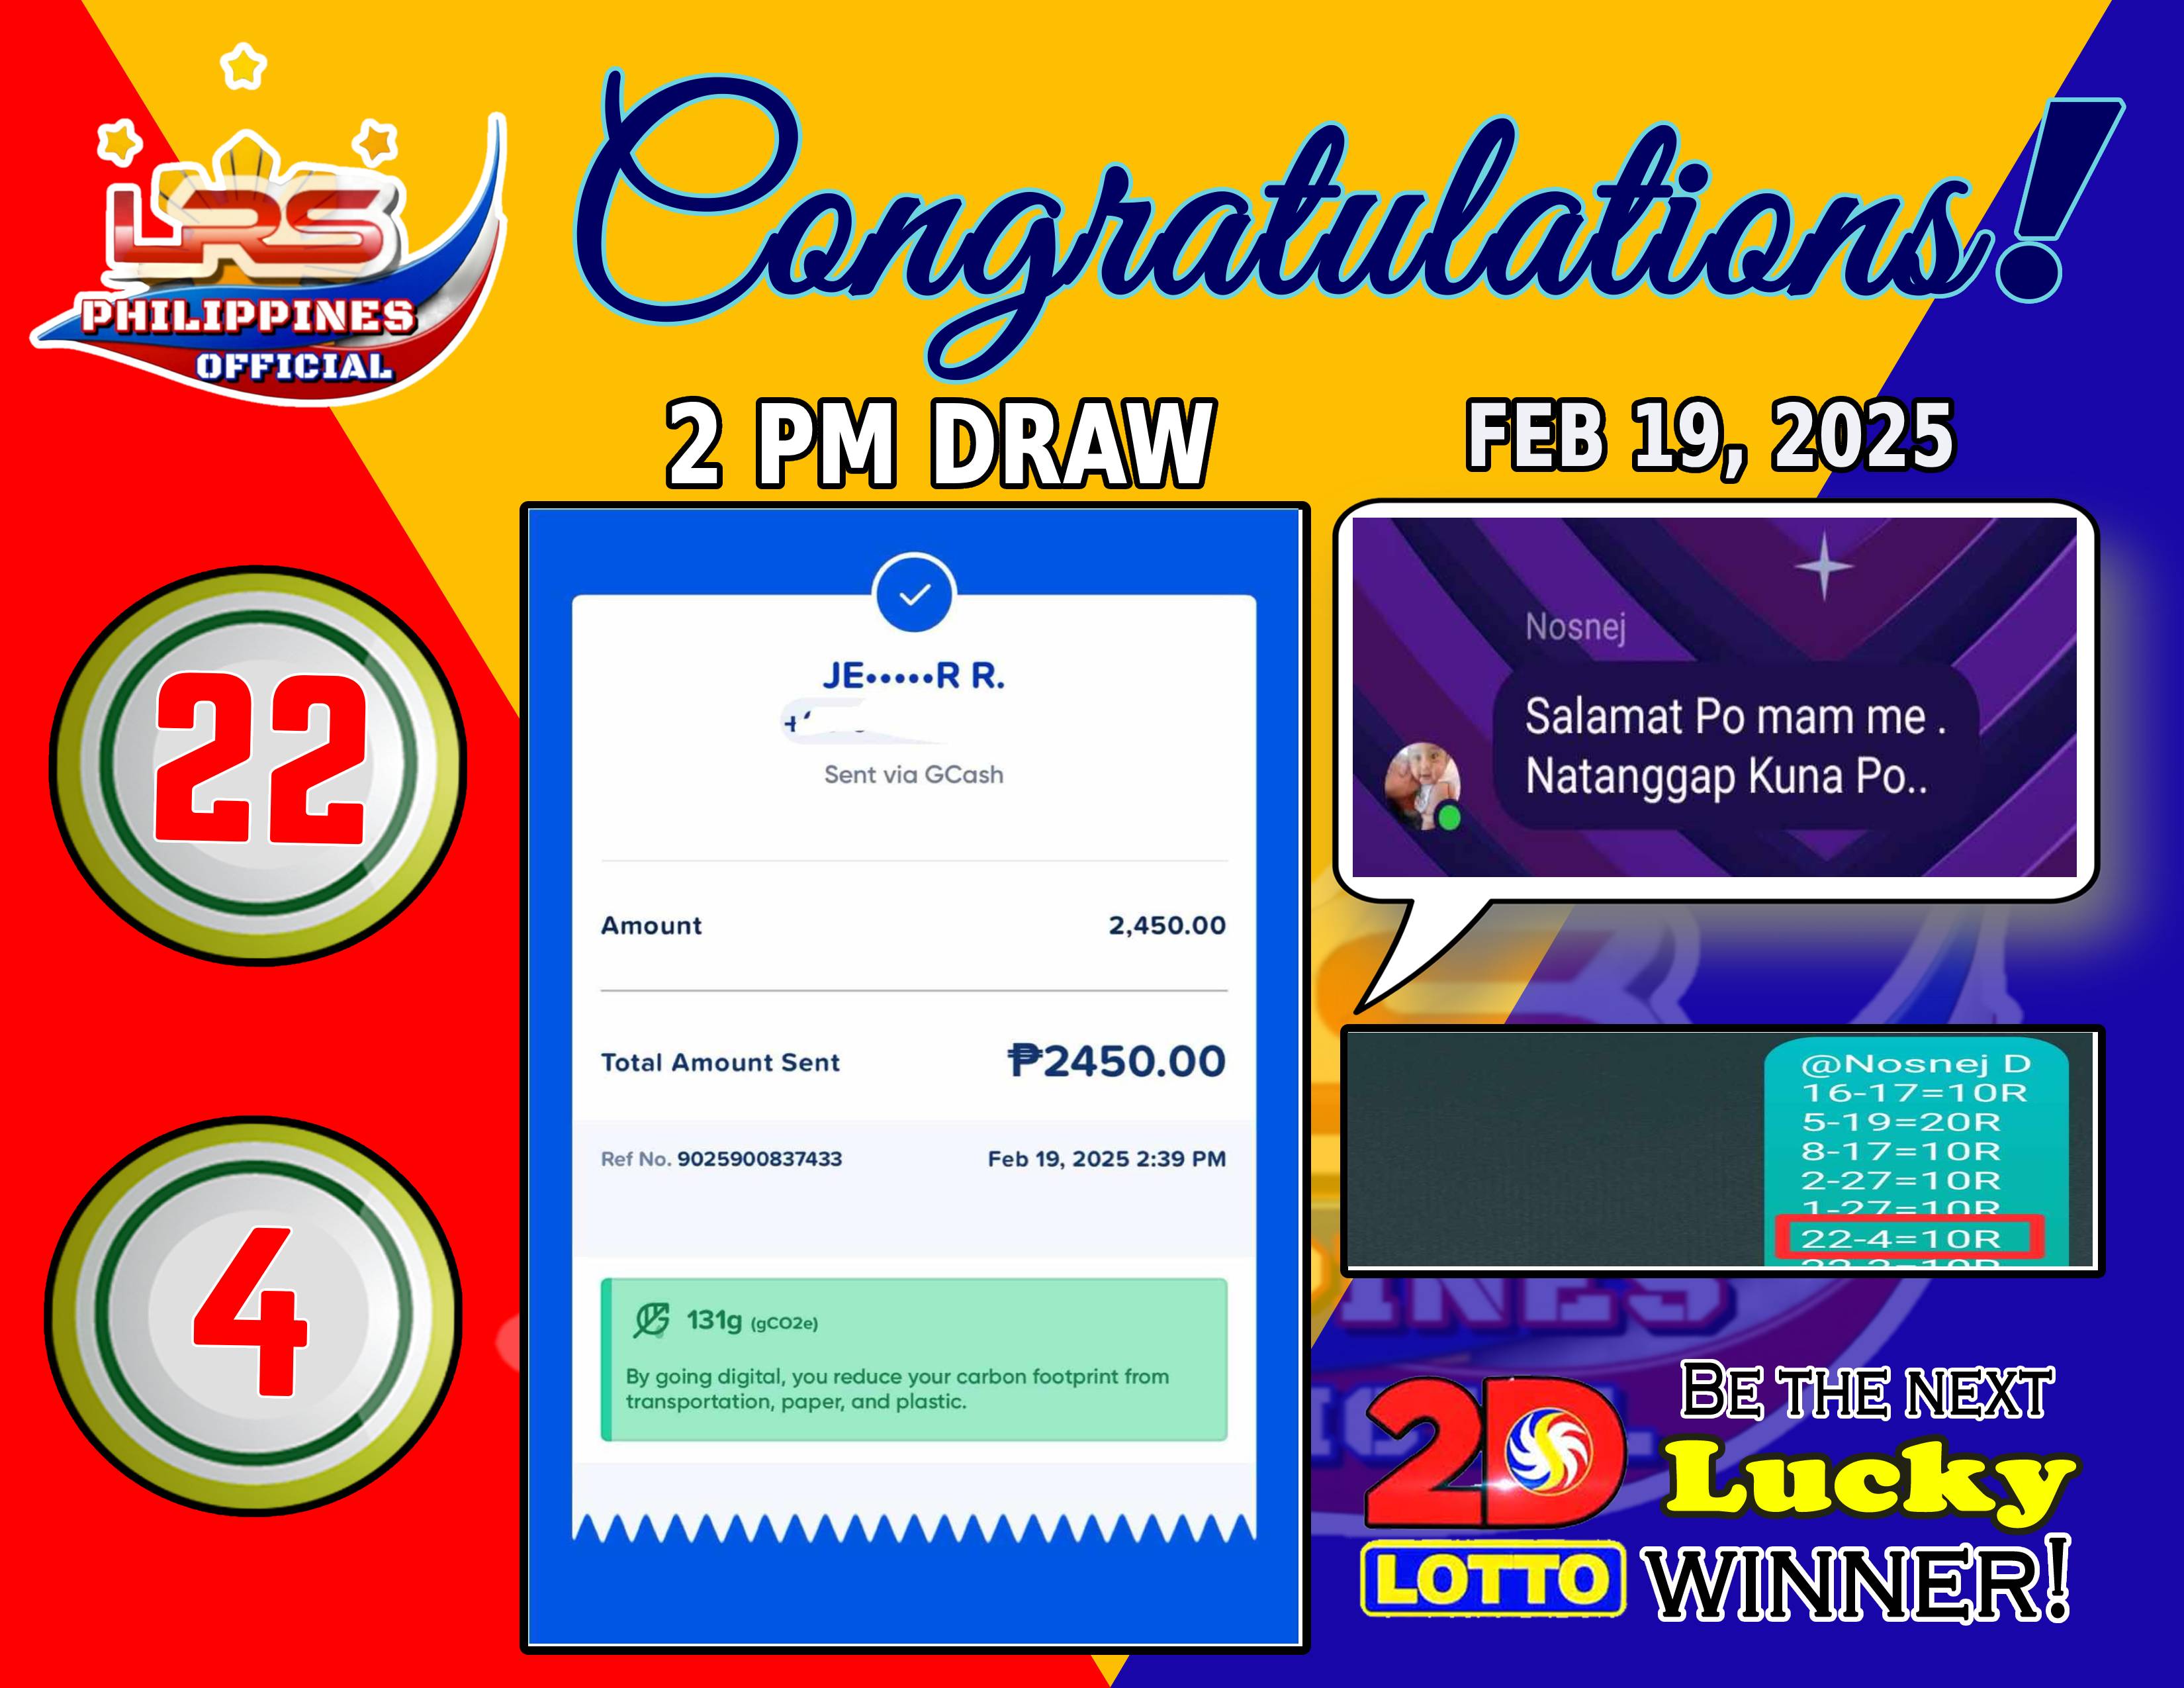 LRS
PHILIPPINES
OFFICIAL
Congratulations!
2 PM DRAW
FEB 19, 2025
22
4
JE•••••R R.
Sent via GCash
Amount 2,450.00
Total Amount Sent ₱2450.00
Ref No. 9025900837433 Feb 19, 2025 2:39 PM
131g (gCO2e)
By going digital, you reduce your carbon footprint from
transportation, paper, and plastic.
Nosnej
Salamat Po mam me .
Natanggap Kuna Po..
@Nosnej D
16-17=10R
5-19=20R
8-17=10R
2-27=10R
1-27=10R
22-4=10R
2D
LOTTO
BE THE NEXT
Lucky
WINNER!